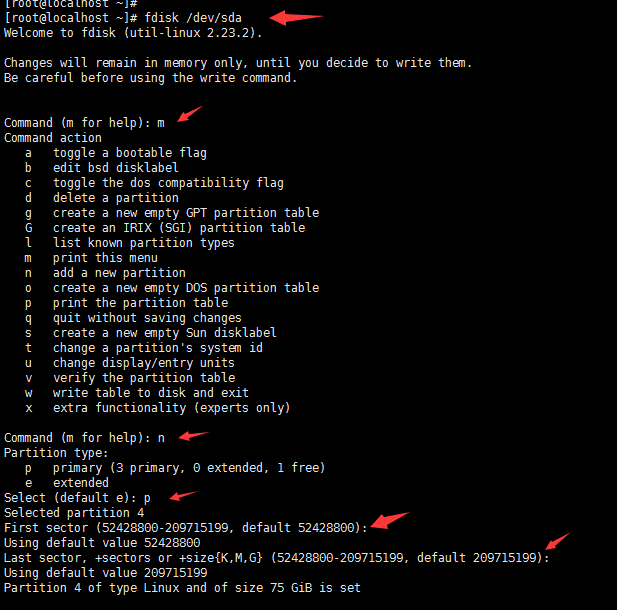 [root@localhost ~]#
[root@localhost ~]# fdisk /dev/sda
Welcome to fdisk (util-linux 2.23.2).
Changes will remain in memory only, until you decide to write them.
Be careful before using the write command.
Command (m for help): m
Command action
   a   toggle a bootable flag
   b   edit bsd disklabel
   c   toggle the dos compatibility flag
   d   delete a partition
   g   create a new empty GPT partition table
   G   create an IRIX (SGI) partition table
   l   list known partition types
   m   print this menu
   n   add a new partition
   o   create a new empty DOS partition table
   p   print the partition table
   q   quit without saving changes
   s   create a new empty Sun disklabel
   t   change a partition's system id
   u   change display/entry units
   v   verify the partition table
   w   write table to disk and exit
   x   extra functionality (experts only)
Command (m for help): n
Partition type:
   p   primary (3 primary, 0 extended, 1 free)
   e   extended
Select (default e): p
Selected partition 4
First sector (52428800-209715199, default 52428800):
Using default value 52428800
Last sector, +sectors or +size{K,M,G} (52428800-209715199, default 209715199):
Using default value 209715199
Partition 4 of type Linux and of size 75 GiB is set